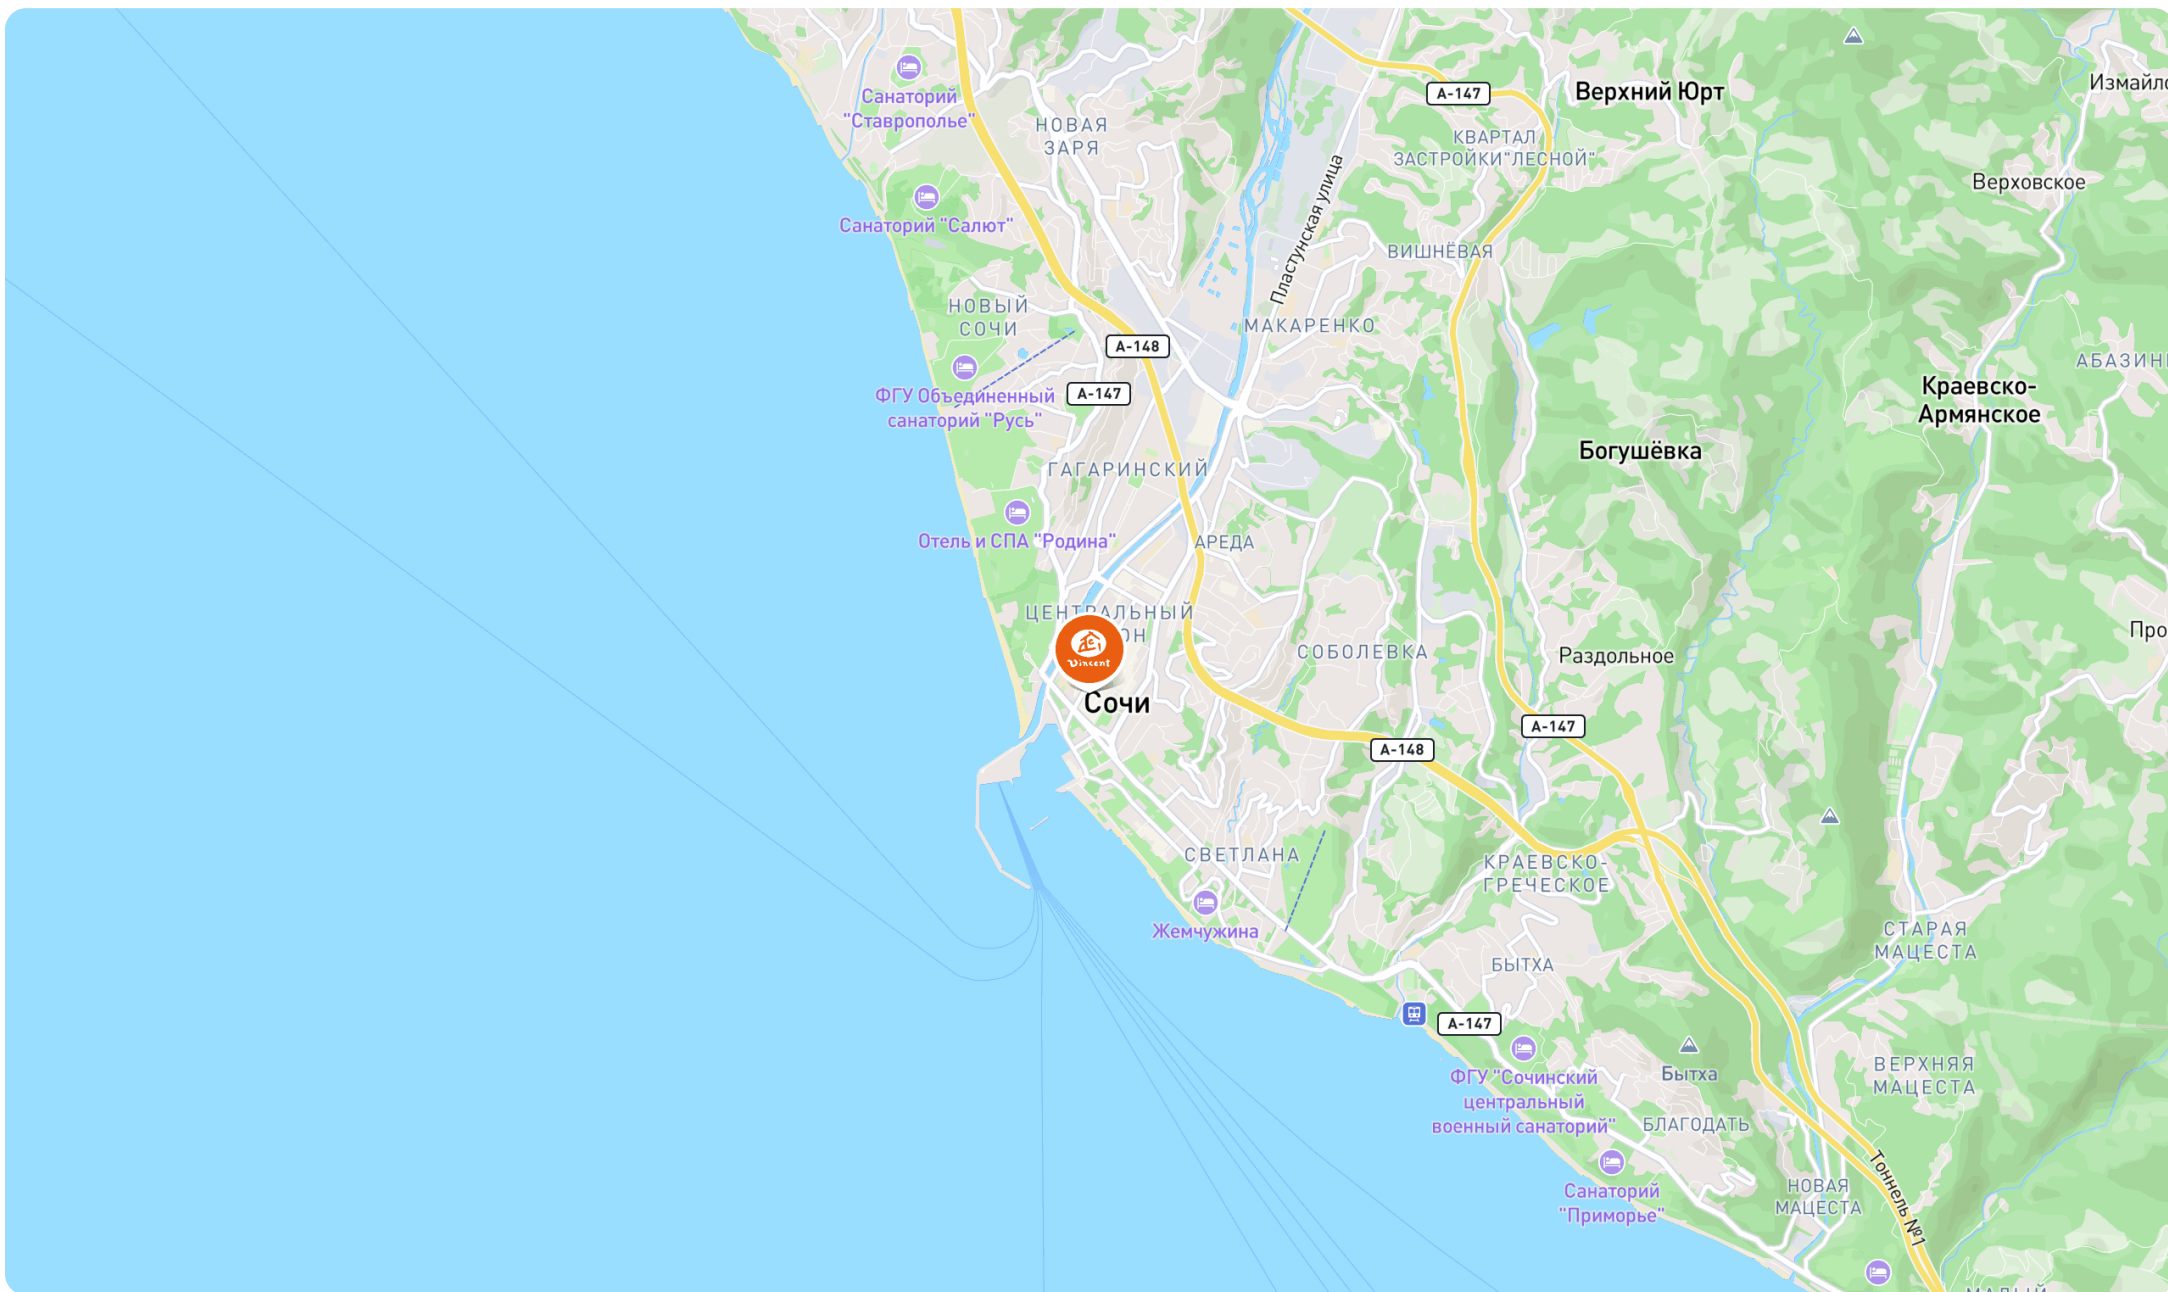 Санаторий
"Ставрополье"
НОВАЯ
ЗАРЯ
А-147
Верхний Юрт
КВАРТАЛ
ЗАСТРОЙКИ"ЛЕСНОЙ"
Верховское
Санаторий "Салют"
Пластунская улица
ВИШНЁВАЯ
НОВЫЙ
СОЧИ
МАКАРЕНКО
А-148
А-147
ФГУ Объединенный
санаторий "Русь"
Краевско-
Армянское
Богушёвка
ГАГАРИНСКИЙ
Отель и СПА "Родина"
АРЕДА
ЦЕНТРАЛЬНЫЙ
Vincent
Сочи
СОБОЛЕВКА
Раздольное
А-147
А-148
СВЕТЛАНА
КРАЕВСКО-
ГРЕЧЕСКОЕ
Жемчужина
СТАРАЯ
МАЦЕСТА
БЫТХА
А-147
ФГУ "Сочинский
центральный
военный санаторий"
Бытха
ВЕРХНЯЯ
МАЦЕСТА
БЛАГОДАТЬ
Санаторий
"Приморье"
НОВАЯ
МАЦЕСТА
Тоннель №1